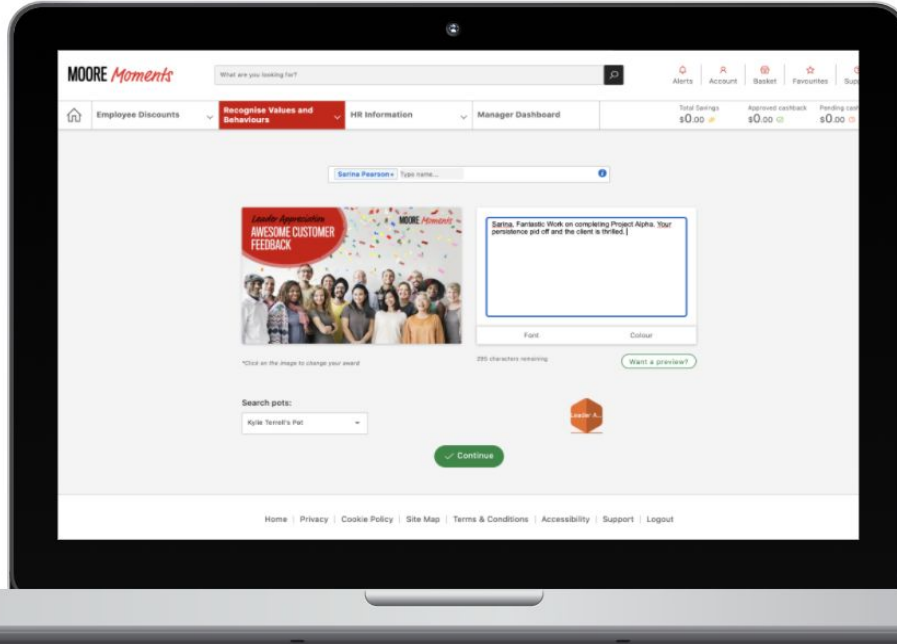 MOORE Moments
What are you looking for?
Alerts
Account
Basket
Favourites
Employee Discounts
Recognise Values and
Behaviours
HR Information
Manager Dashboard
Total Savings
$0.00
Approved cashback
$0.00
Pending cash
$0.00
Sarina Pearson
Type name...
Leader Appreciation
AWESOME CUSTOMER
FEEDBACK
MOORE Moments
Sarina, Fantastic Work on completing Project Alpha. Your
persistence pid off and the client is thrilled.
Font
Colour
*Click on the image to change your award
395 characters remaining
Want a preview?
Search pots:
Kylie Terrell's Pot
Leader A...
Continue
Home | Privacy | Cookie Policy | Site Map | Terms & Conditions | Accessibility | Support | Logout